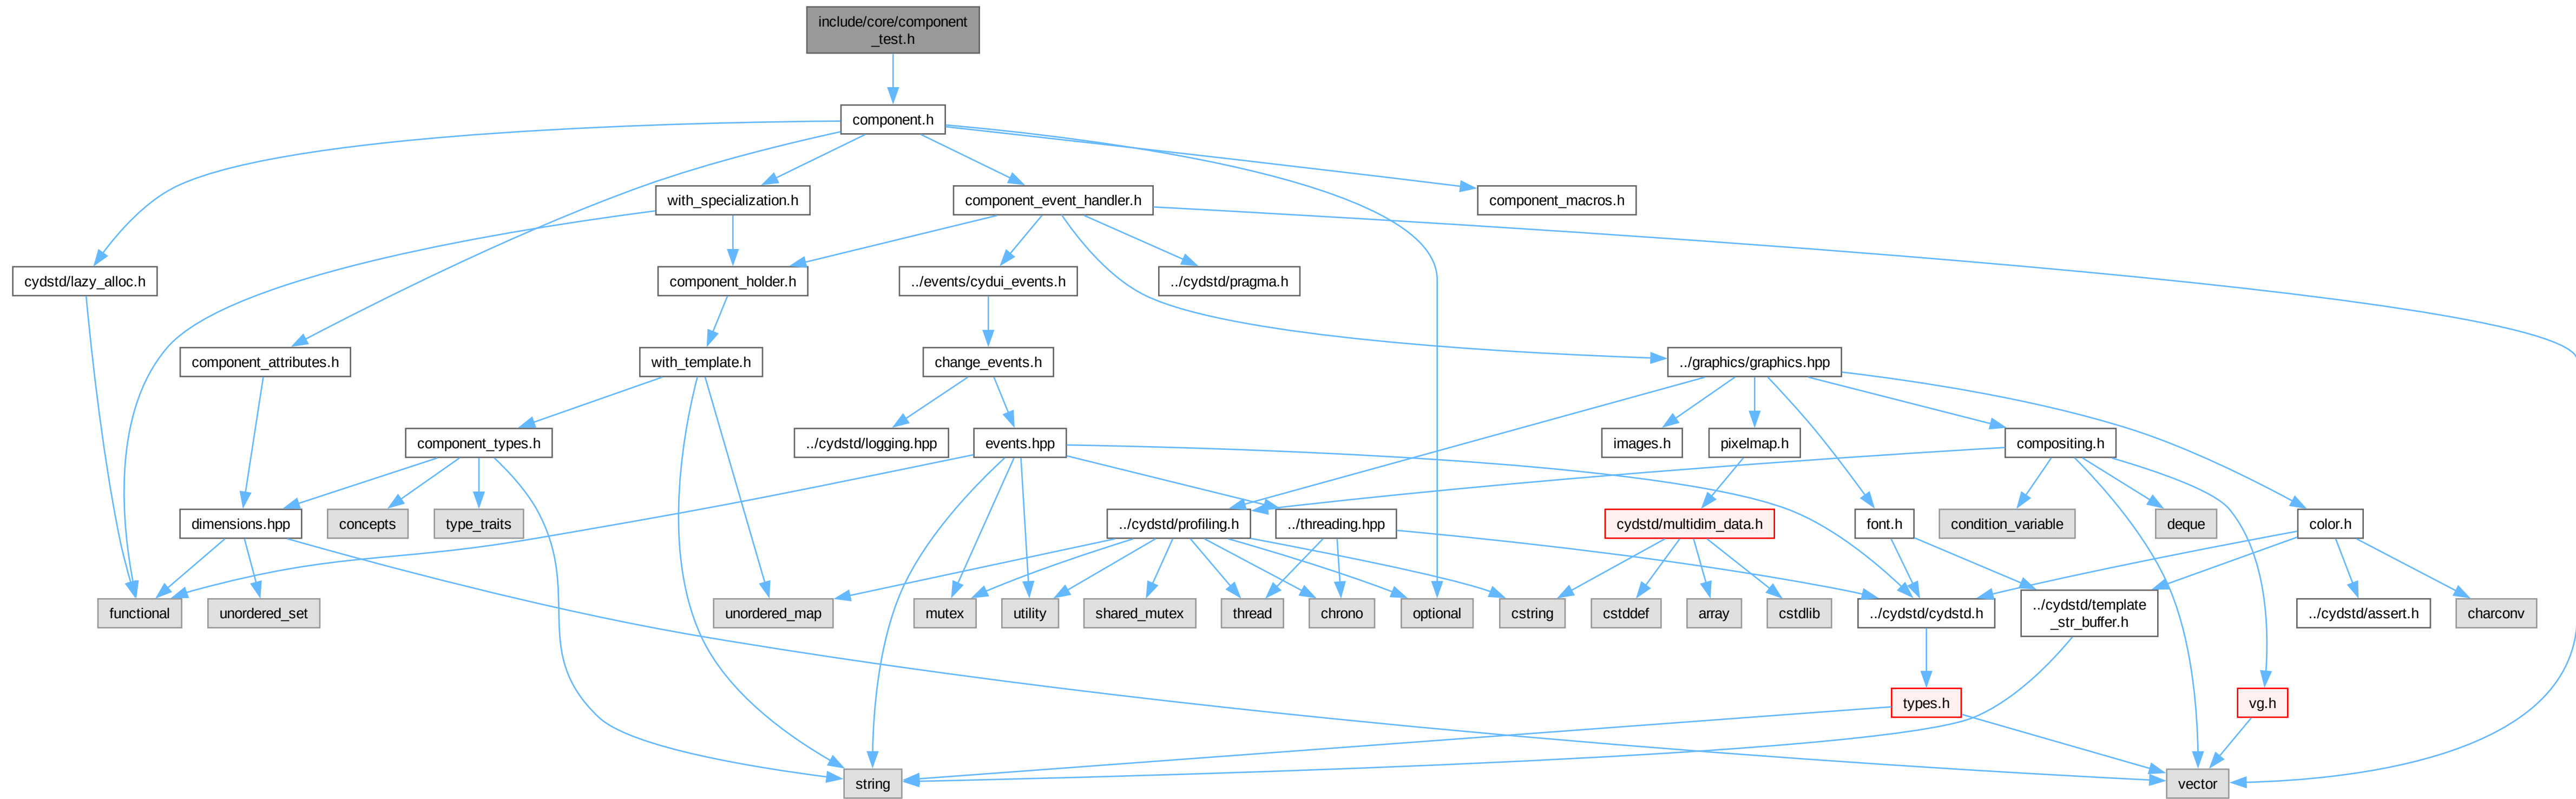 include/core/component
_test.h
component.h
with_specialization.h
component_event_handler.h
component_macros.h
cydstd/lazy_alloc.h
component_holder.h
../events/cydui_events.h
../cydstd/pragma.h
component_attributes.h
with_template.h
change_events.h
../graphics/graphics.hpp
component_types.h
../cydstd/logging.hpp
events.hpp
images.h
pixelmap.h
compositing.h
dimensions.hpp
concepts
type_traits
../cydstd/profiling.h
../threading.hpp
cydstd/multidim_data.h
font.h
condition_variable
deque
color.h
functional
unordered_set
unordered_map
mutex
utility
shared_mutex
thread
chrono
optional
cstring
cstddef
array
cstdlib
../cydstd/cydstd.h
../cydstd/template
_str_buffer.h
../cydstd/assert.h
charconv
types.h
vg.h
string
vector